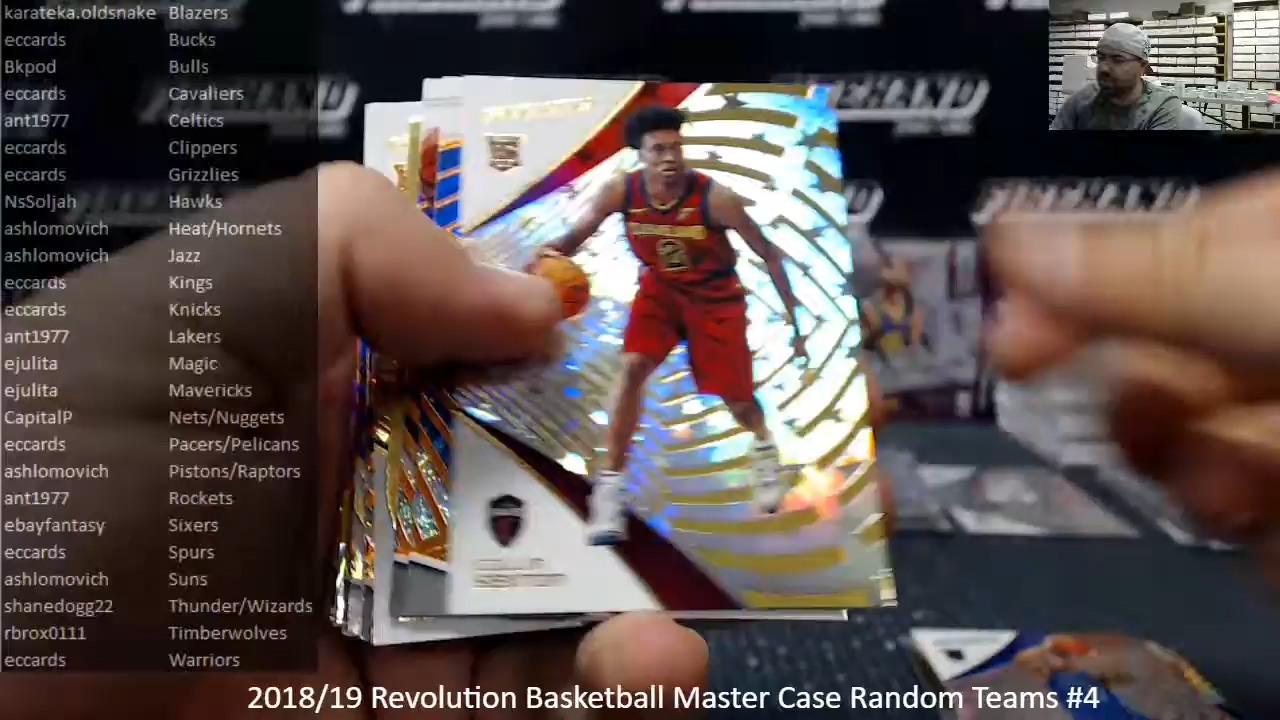 karateka.oldsnake Blazers
eccards Bucks
Bkpod Bulls
eccards Cavaliers
ant1977 Celtics
eccards Clippers
eccards Grizzlies
NsSoljah Hawks
ashlomovich Heat/Hornets
ashlomovich Jazz
eccards Kings
eccards Knicks
ant1977 Lakers
ejulita Magic
ejulita Mavericks
CapitalP Nets/Nuggets
eccards Pacers/Pelicans
ashlomovich Pistons/Raptors
ant1977 Rockets
ebayfantasy Sixers
eccards Spurs
ashlomovich Suns
shanedogg22 Thunder/Wizards
rbrox0111 Timberwolves
eccards Warriors
2
COLLIN
SEXTON
2018/19 Revolution Basketball Master Case Random Teams #4